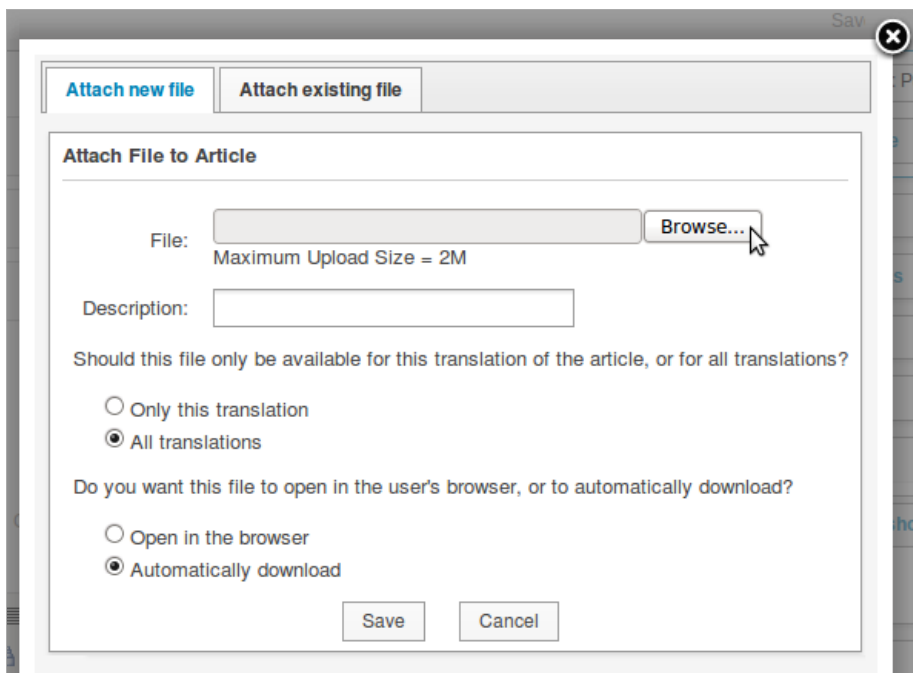 Attach new file
Attach existing file
Attach File to Article
File:
Browse...
Maximum Upload Size = 2M
Description:
Should this file only be available for this translation of the article, or for all translations?
Only this translation
All translations
Do you want this file to open in the user's browser, or to automatically download?
Open in the browser
Automatically download
Save
Cancel